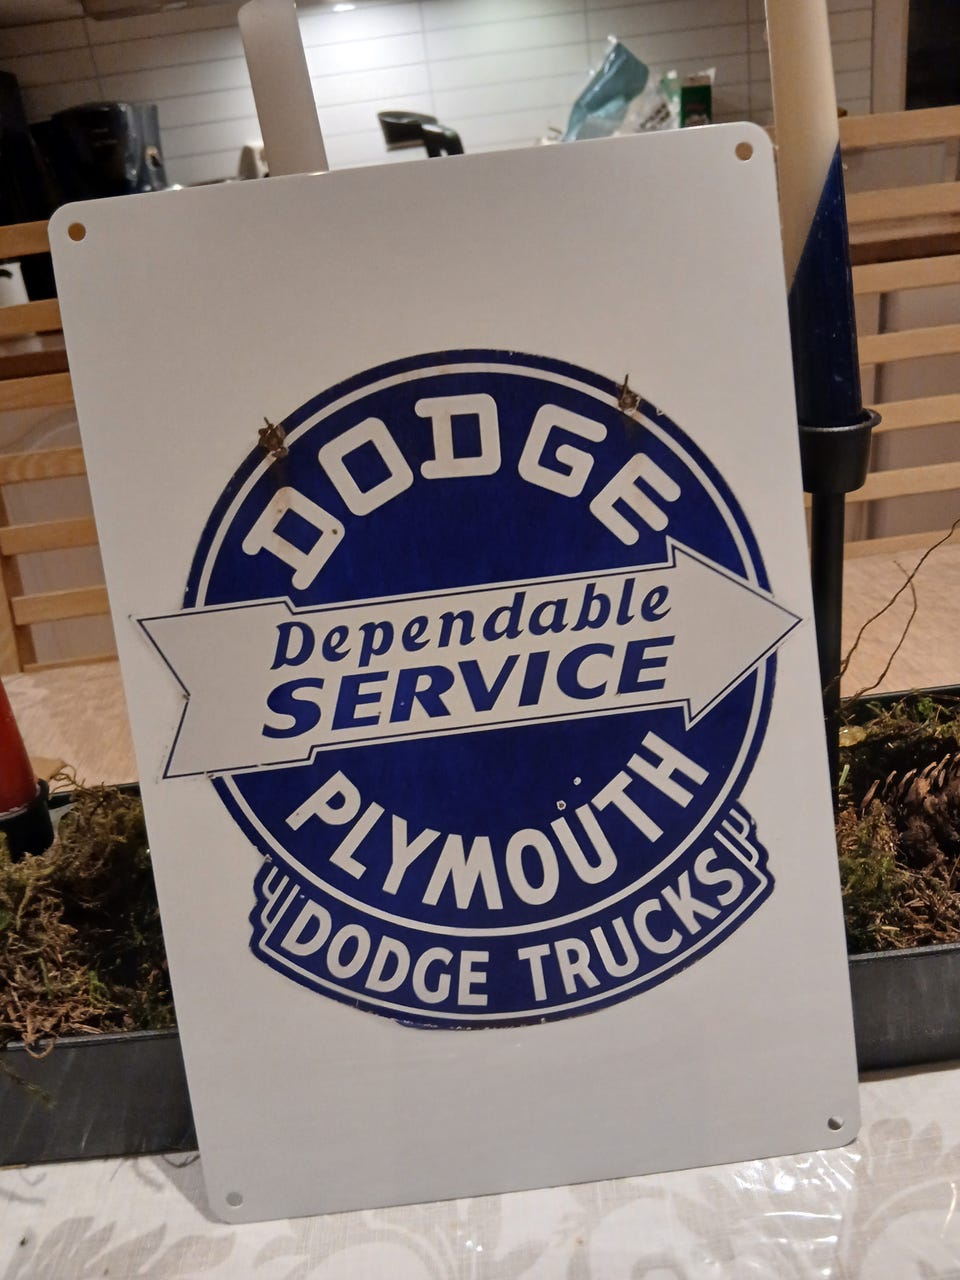 DODGE
Dependable
SERVICE
PLYMOUTH
DODGE TRUCKS